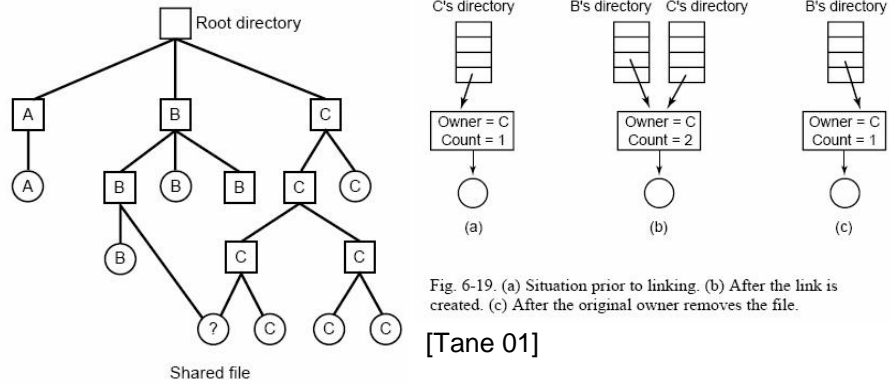 Root directory
A
B
C
A
B
B
B
C
C
B
C
C
?
C
C
C
Shared file
C's directory
B's directory
C's directory
B's directory
Owner = C
Count = 1
Owner = C
Count = 2
Owner = C
Count = 1
(a)
(b)
(c)
Fig. 6-19. (a) Situation prior to linking. (b) After the link is
created. (c) After the original owner removes the file.
[Tane 01]